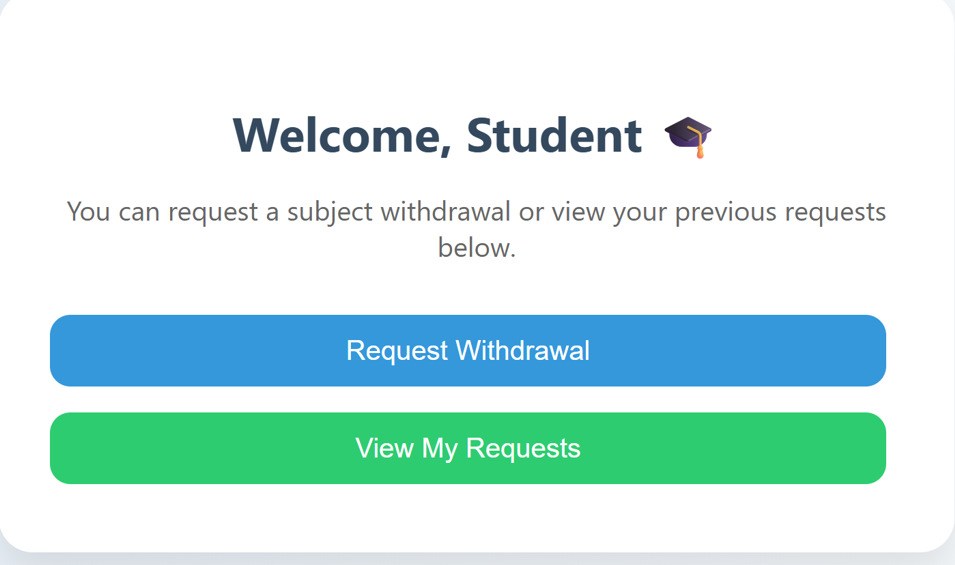 Welcome, Student 🎓
You can request a subject withdrawal or view your previous requests
below.
Request Withdrawal
View My Requests